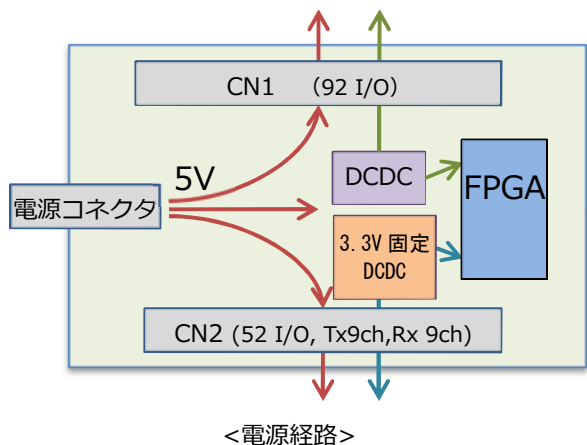 CN1 （92 I/O）
5V
DCDC
FPGA
電源コネクタ
3.3V 固定
DCDC
CN2 (52 I/O, Tx9ch,Rx 9ch)
<電源経路>